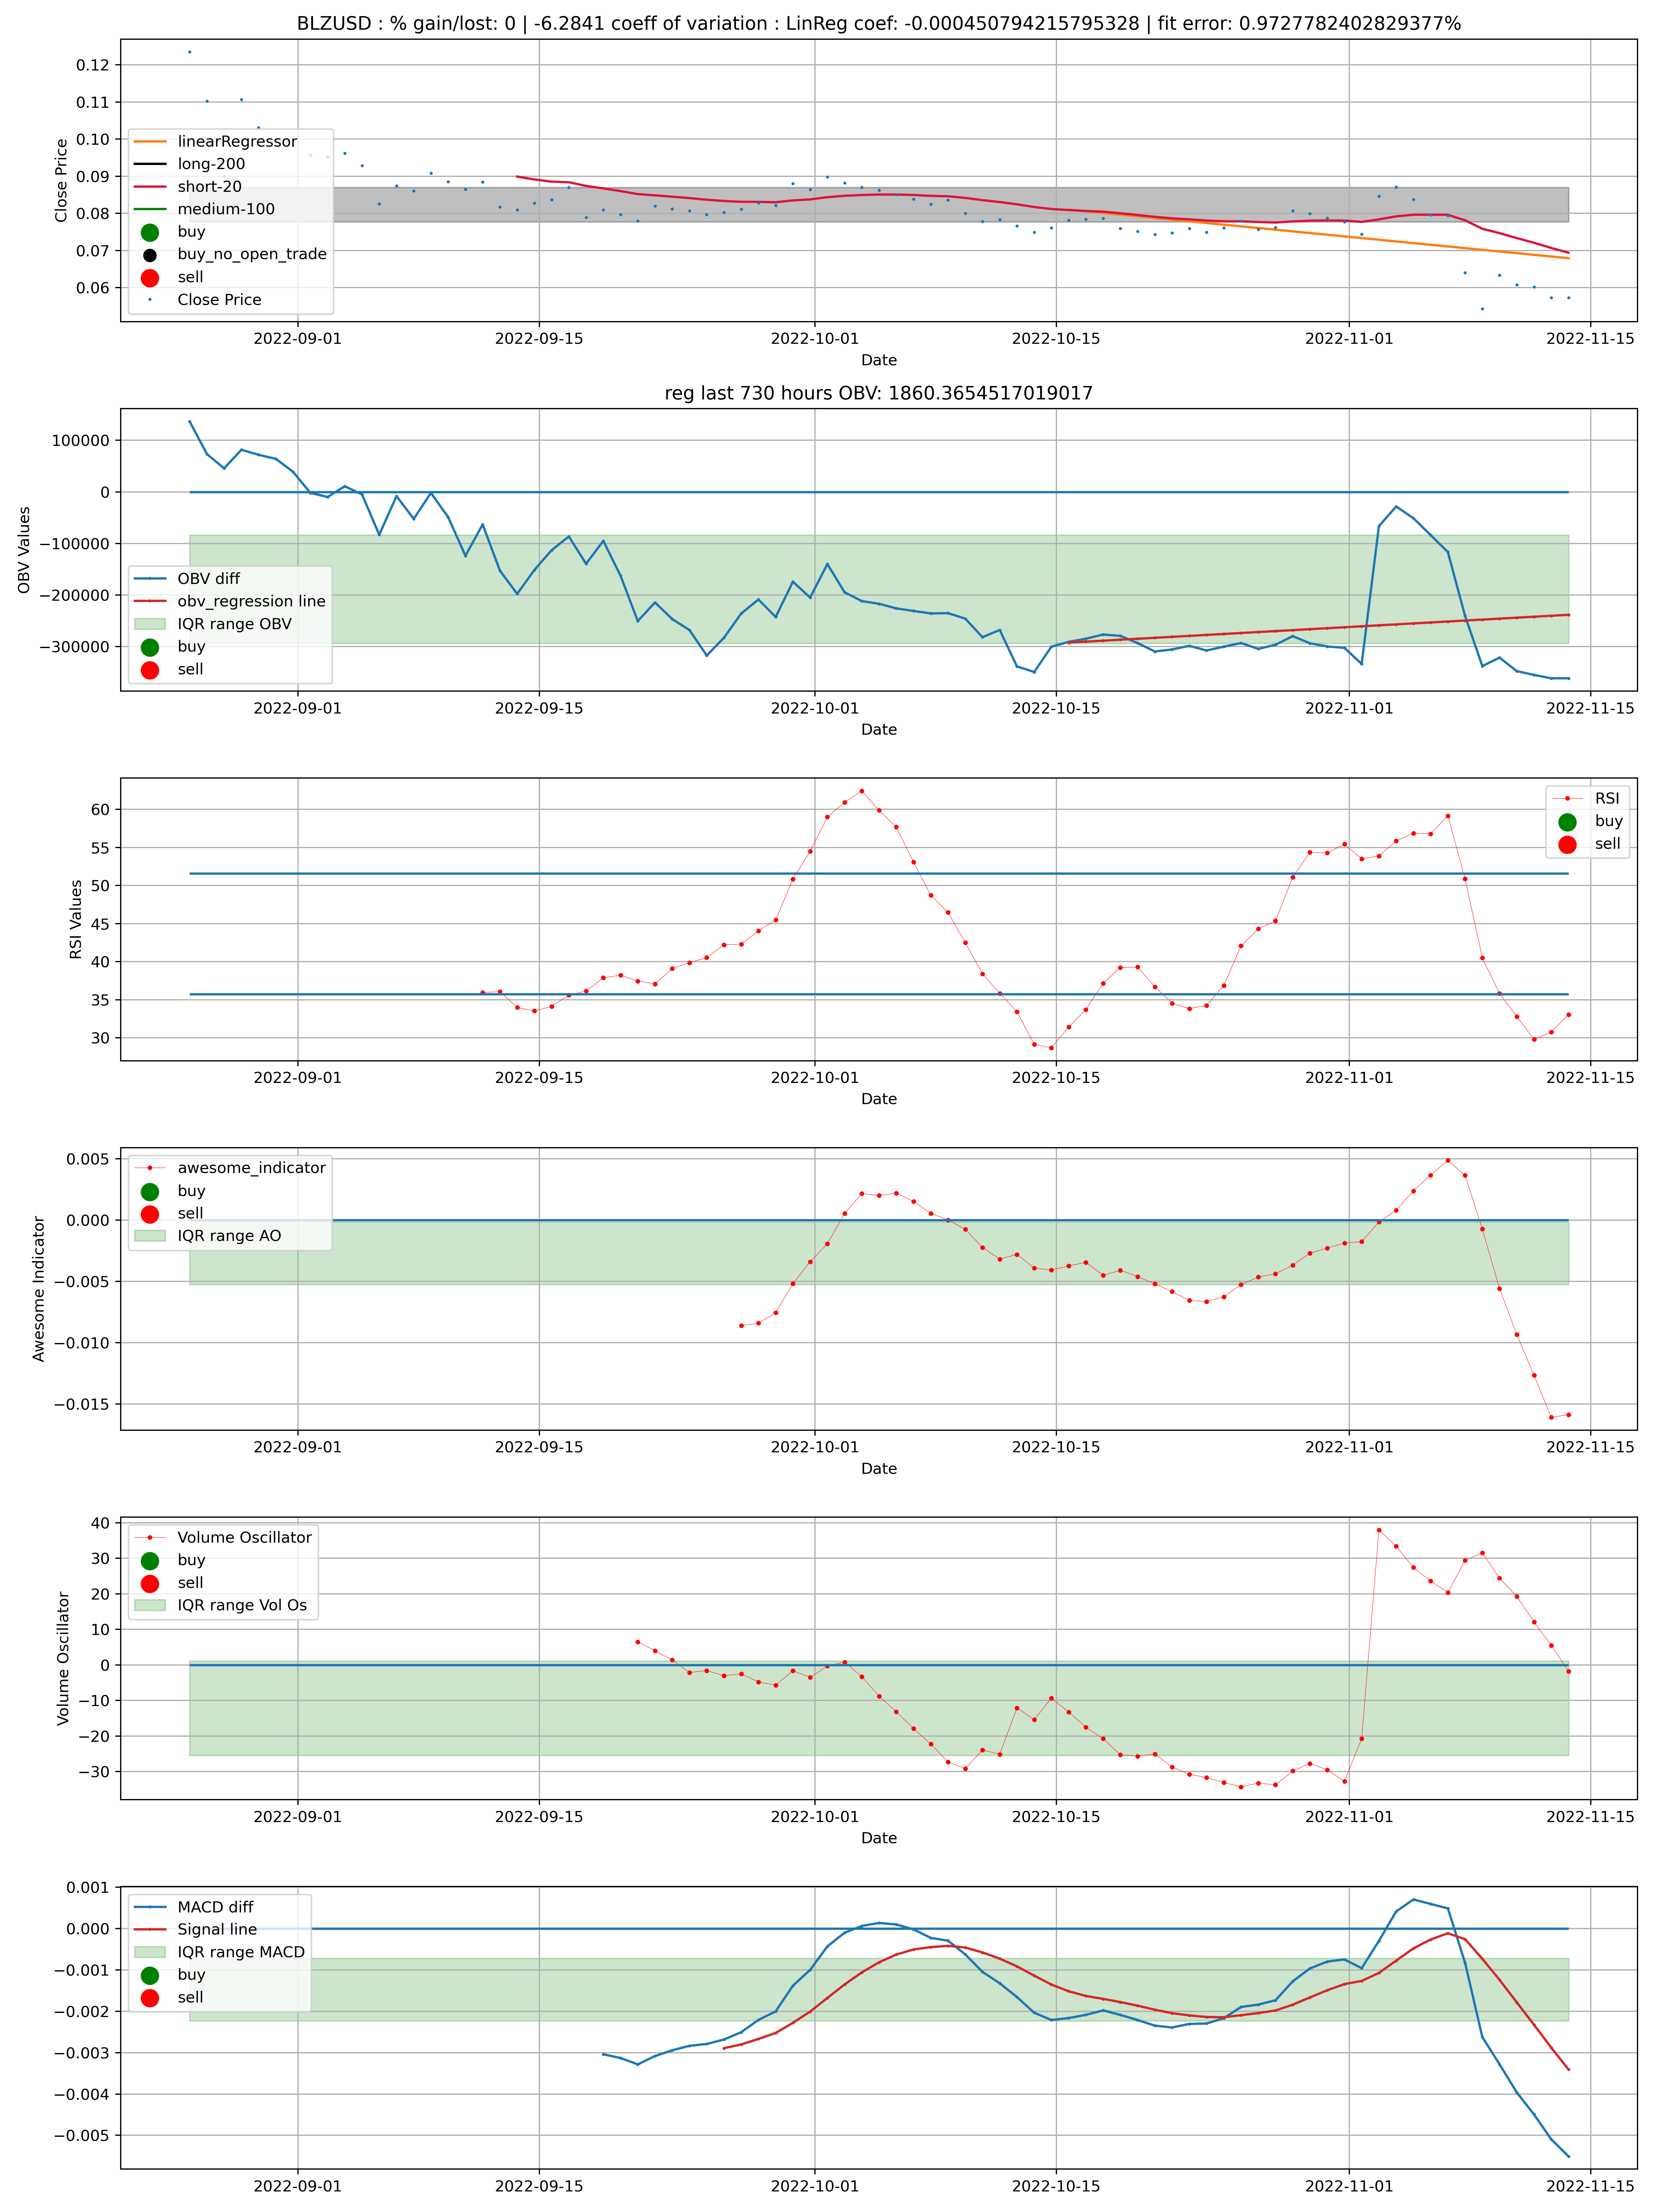 BLZUSD : % gain/lost: 0 | -6.2841 coeff of variation : LinReg coef: -0.000450794215795328 | fit error: 0.9727782402829377%
0.12
0.11
0.10
0.09
0.08
0.07
0.06
Close Price
linearRegressor
long-200
short-20
medium-100
buy
buy_no_open_trade
sell
Close Price
2022-09-01 2022-09-15 2022-10-01 2022-10-15 2022-11-01 2022-11-15
Date
reg last 730 hours OBV: 1860.3654517019017
100000
0
−100000
−200000
−300000
OBV Values
OBV diff
obv_regression line
IQR range OBV
buy
sell
2022-09-01 2022-09-15 2022-10-01 2022-10-15 2022-11-01 2022-11-15
Date
60
55
50
45
40
35
30
RSI Values
RSI
buy
sell
2022-09-01 2022-09-15 2022-10-01 2022-10-15 2022-11-01 2022-11-15
Date
0.005
0.000
−0.005
−0.010
−0.015
Awesome Indicator
awesome_indicator
buy
sell
IQR range AO
2022-09-01 2022-09-15 2022-10-01 2022-10-15 2022-11-01 2022-11-15
Date
40
30
20
10
0
−10
−20
−30
Volume Oscillator
Volume Oscillator
buy
sell
IQR range Vol Os
2022-09-01 2022-09-15 2022-10-01 2022-10-15 2022-11-01 2022-11-15
Date
0.001
0.000
−0.001
−0.002
−0.003
−0.004
−0.005
MACD diff
Signal line
IQR range MACD
buy
sell
2022-09-01 2022-09-15 2022-10-01 2022-10-15 2022-11-01 2022-11-15